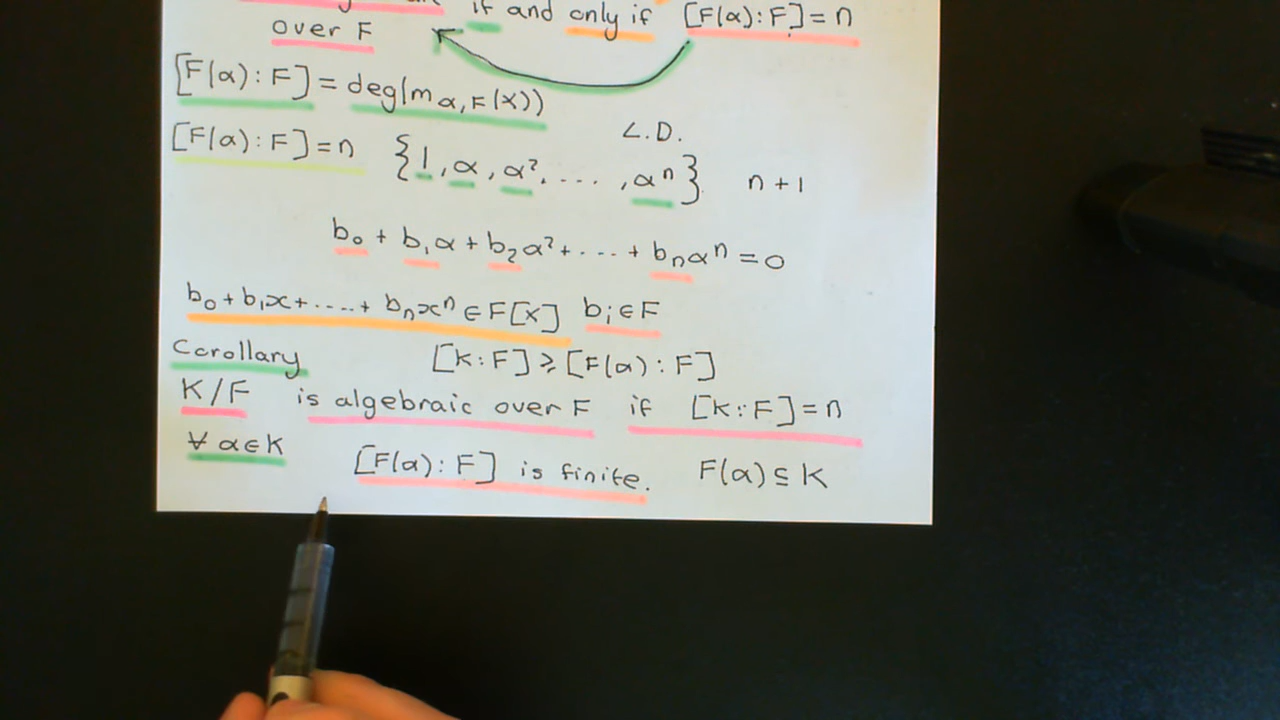 if and only if [F(α):F]=n
over F
[F(α):F]=deg(m α,F(x))
L.D.
[F(α):F]=n {1,α,α²,....,αⁿ} n+1
b₀+b₁α+b₂α²+....+bₙαⁿ=0
b₀+b₁x+....+bₙxⁿ∈F[x] bᵢ∈F
Corollary [K:F]≥[F(α):F]
K/F is algebraic over F if [K:F]=n
∀α∈K [F(α):F] is finite. F(α)⊆K